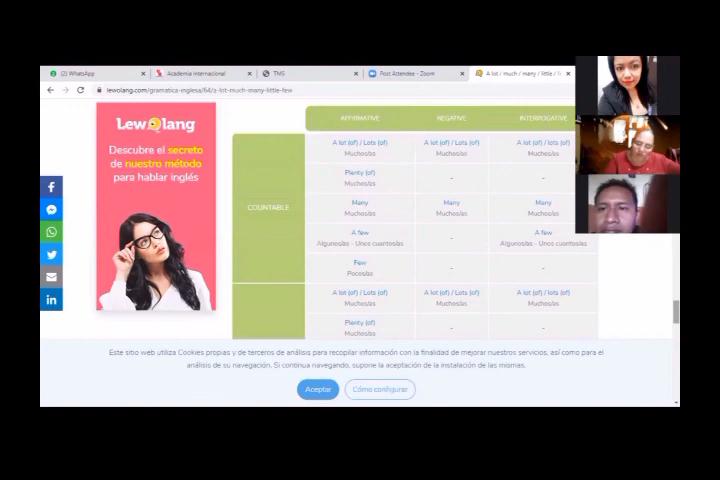 (2) WhatsApp
Academia Internacional
TMS
Post Attendee - Zoom
A lot / much / many / little / f
lewolang.com/gramatica-inglesa/64/a-lot-much-many-little-few
Lewolang
Descubre el secreto
de nuestro método
para hablar inglés
AFFIRMATIVE NEGATIVE INTERROGATIVE
COUNTABLE
A lot (of) / Lots (of) A lot (of) / Lots (of) A lot (of) / lots (of)
Muchos/as Muchos/as Muchos/as
Plenty (of) - -
Muchos/as
Many Many Many
Muchos/as Muchos/as Muchos/as
A few - A few
Algunos/as - Unos cuantos/as Algunos/as - Unos cuantos/as
Few - -
Pocos/as
A lot (of) / Lots (of) A lot (of) / Lots (of) A lot (of) / lots (of)
Muchos/as Muchos/as Muchos/as
Plenty (of) - -
Muchos/as
Este sitio web utiliza Cookies propias y de terceros de análisis para recopilar información con la finalidad de mejorar nuestros servicios, así como para el
análisis de su navegación. Si continua navegando, supone la aceptación de la instalación de las mismas.
Aceptar Cómo configurar